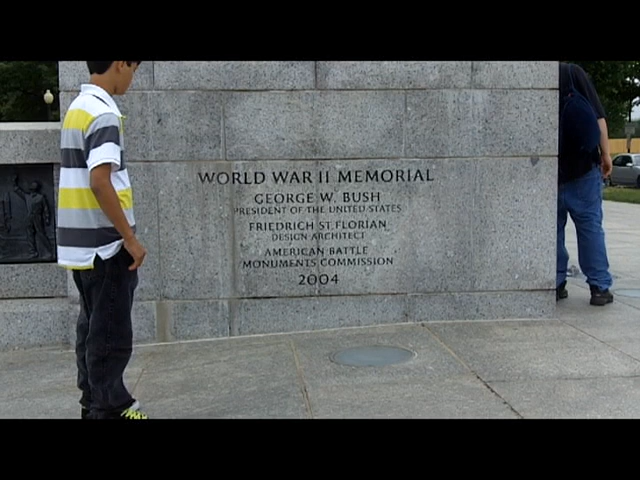 WORLD WAR II MEMORIAL
GEORGE W. BUSH
PRESIDENT OF THE UNITED STATES
FRIEDRICH ST.FLORIAN
DESIGN ARCHITECT
AMERICAN BATTLE
MONUMENTS COMMISSION
2004